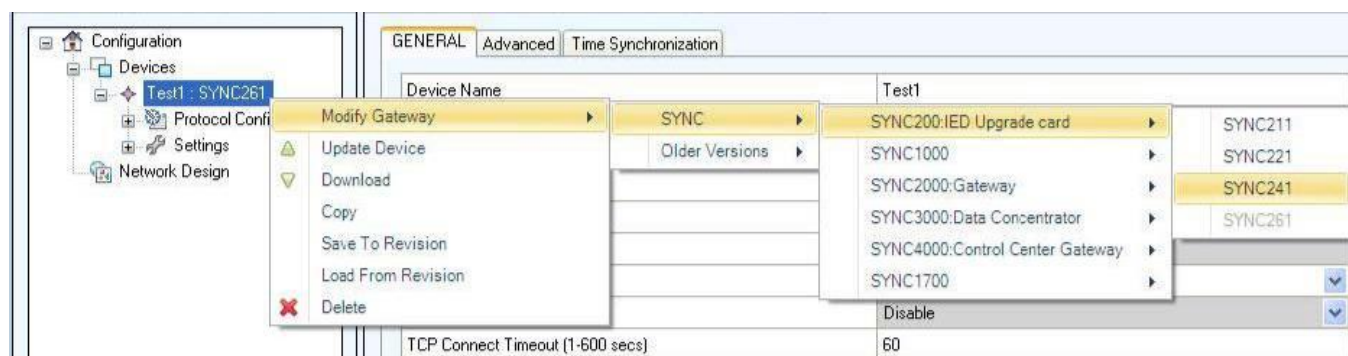 Configuration
Devices
Test1 : SYNC261
Protocol Confi
Settings
Network Design
GENERAL Advanced Time Synchronization
Device Name Test1
Modify Gateway
Update Device
Download
Copy
Save To Revision
Load From Revision
Delete
SYNC
Older Versions
SYNC200:IED Upgrade card
SYNC1000
SYNC2000:Gateway
SYNC3000:Data Concentrator
SYNC4000:Control Center Gateway
SYNC1700
SYNC211
SYNC221
SYNC241
SYNC261
Disable
TCP Connect Timeout (1-600 secs) 60